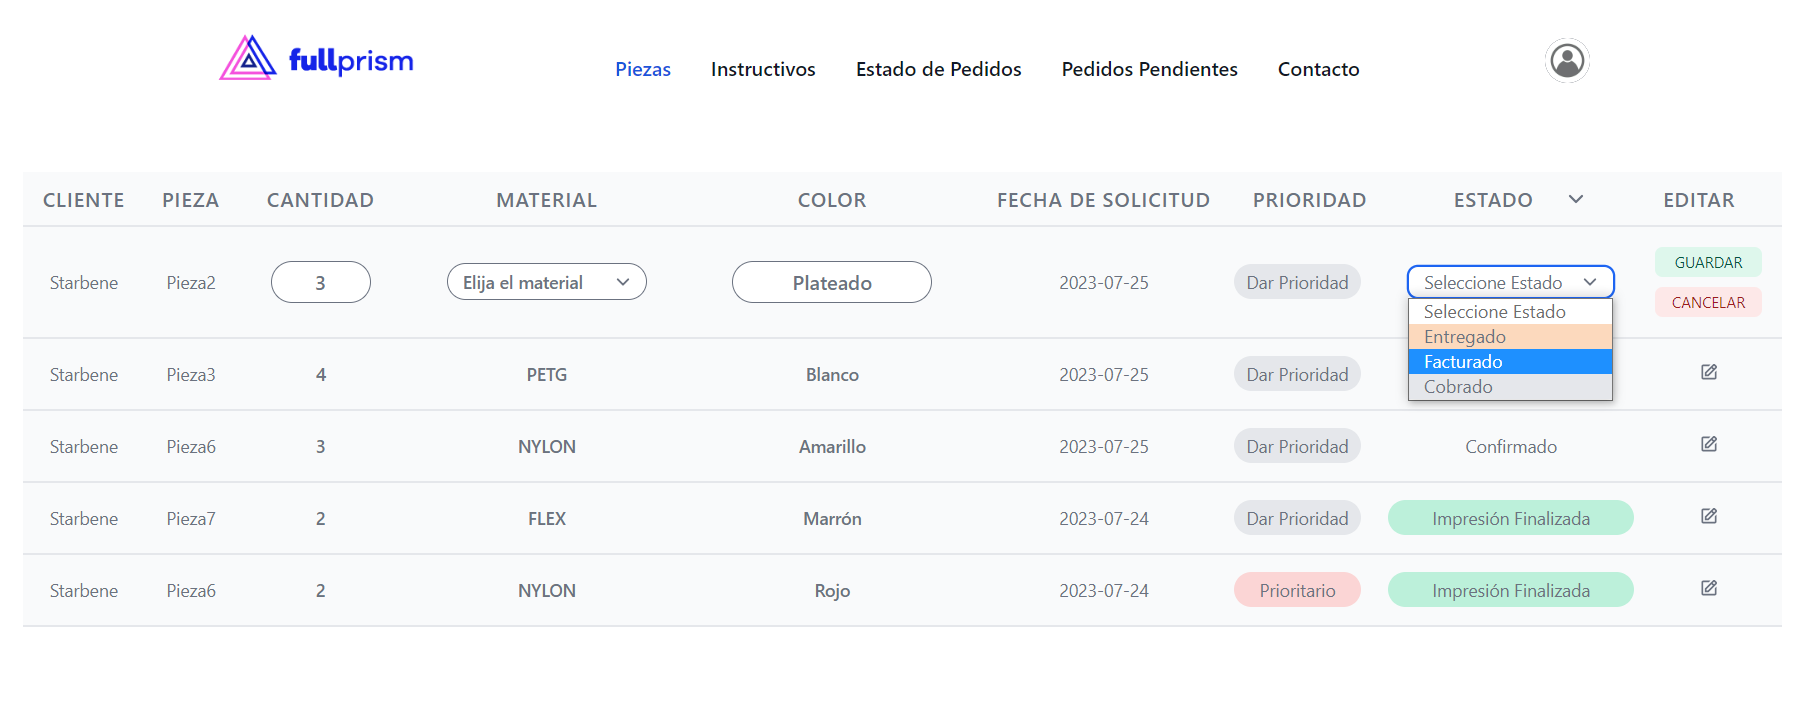 fullprism
Piezas Instructivos Estado de Pedidos Pedidos Pendientes Contacto
CLIENTE PIEZA CANTIDAD MATERIAL COLOR FECHA DE SOLICITUD PRIORIDAD ESTADO EDITAR
Starbene Pieza2 3 Elija el material Plateado 2023-07-25 Dar Prioridad Seleccione Estado GUARDAR
CANCELAR
Seleccione Estado
Entregado
Facturado
Cobrado
Starbene Pieza3 4 PETG Blanco 2023-07-25 Dar Prioridad
Starbene Pieza6 3 NYLON Amarillo 2023-07-25 Dar Prioridad Confirmado
Starbene Pieza7 2 FLEX Marrón 2023-07-24 Dar Prioridad Impresión Finalizada
Starbene Pieza6 2 NYLON Rojo 2023-07-24 Prioritario Impresión Finalizada